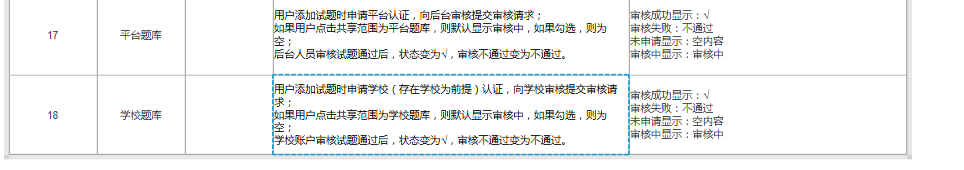 用户添加试题时申请平台认证，向后台审核提交审核请求；
如果用户点击共享范围为平台题库，则默认显示审核中，如果勾选，则为
空；
后台人员审核试题通过后，状态变为√，审核不通过变为不通过。
17
平台题库
审核成功显示：√
审核失败：不通过
未申请显示：空内容
审核中显示：审核中
用户添加试题时申请学校（存在学校为前提）认证，向学校审核提交审核请
求；
如果用户点击共享范围为学校题库，则默认显示审核中，如果勾选，则为
空；
学校账户审核试题通过后，状态变为√，审核不通过变为不通过。
18
学校题库
审核成功显示：√
审核失败：不通过
未申请显示：空内容
审核中显示：审核中